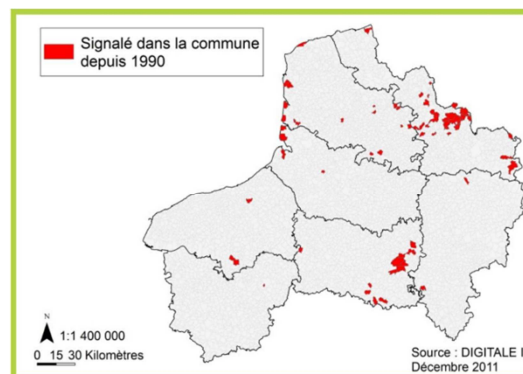 Signalé dans la commune
depuis 1990
N
1:1 400 000
0 15 30 Kilomètres
Source : DIGITALE I
Décembre 2011